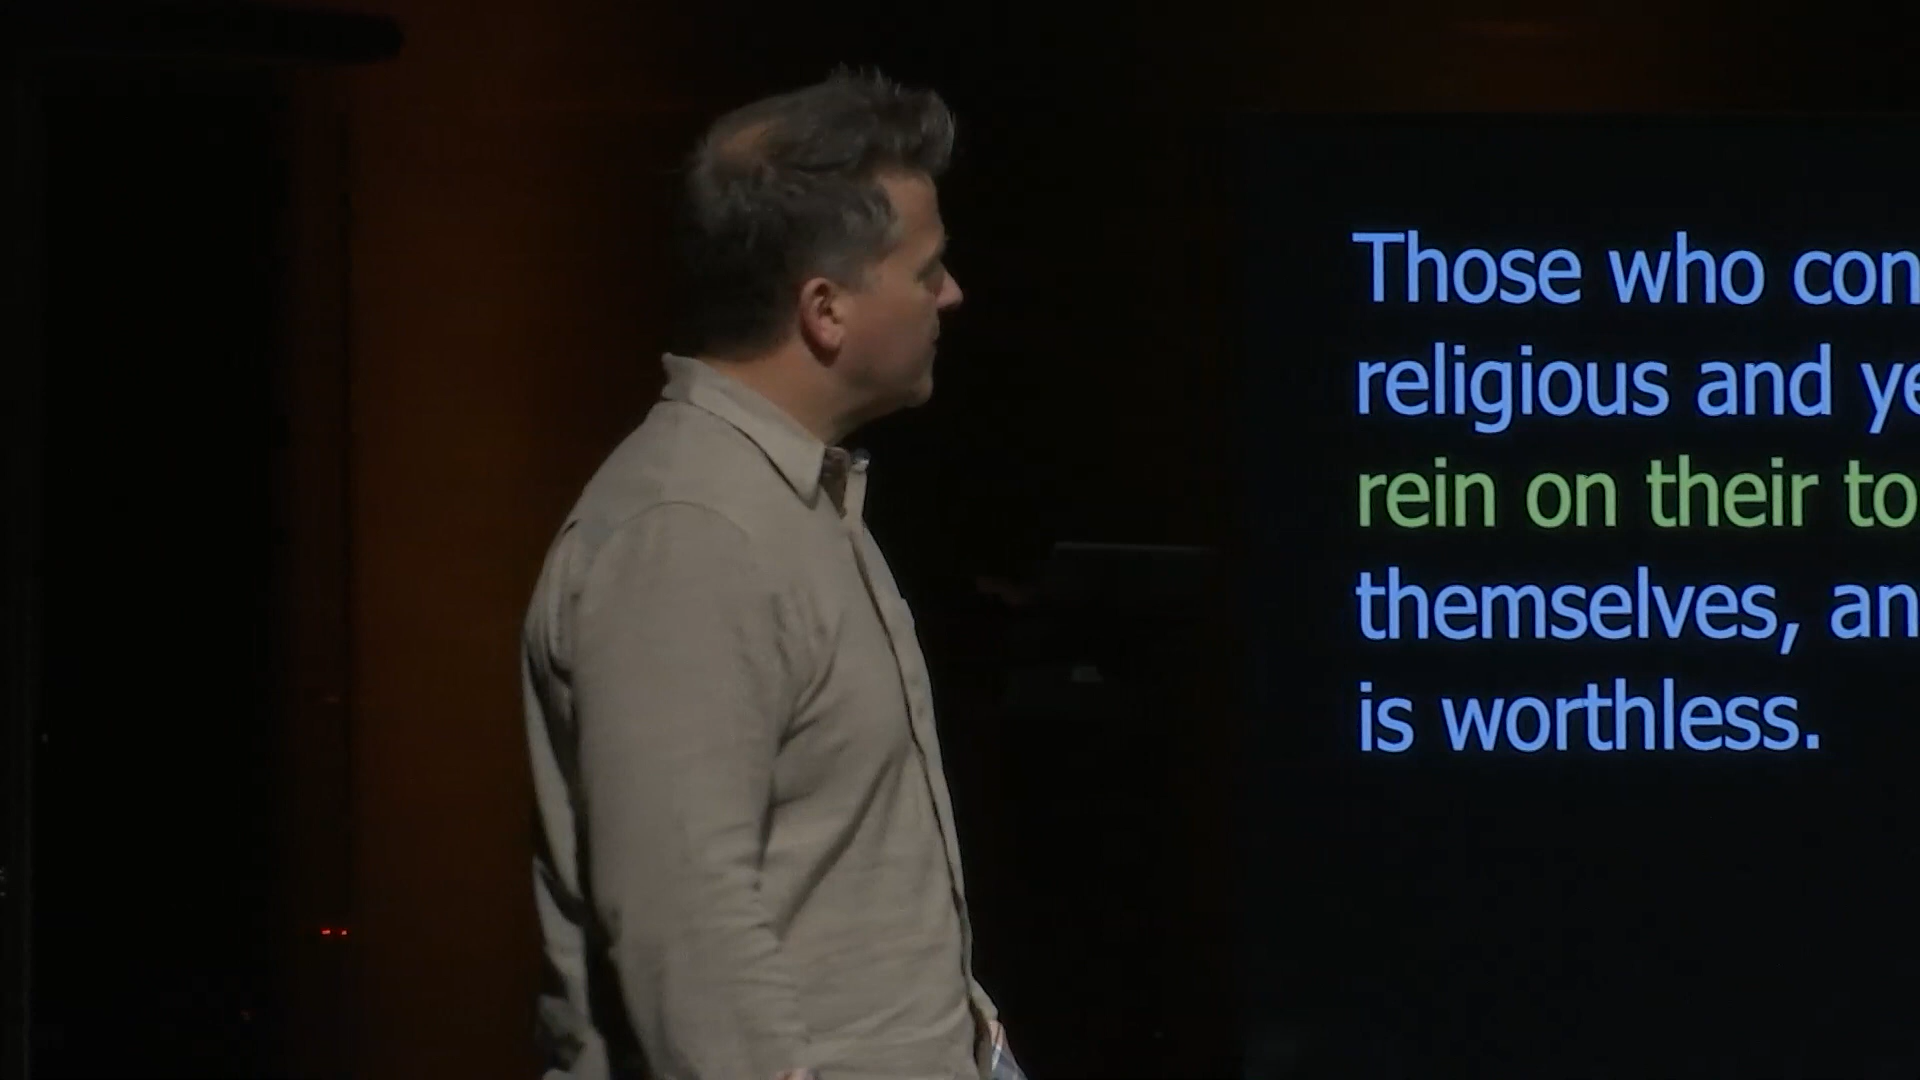 Those who con
religious and ye
rein on their to
themselves, an
is worthless.